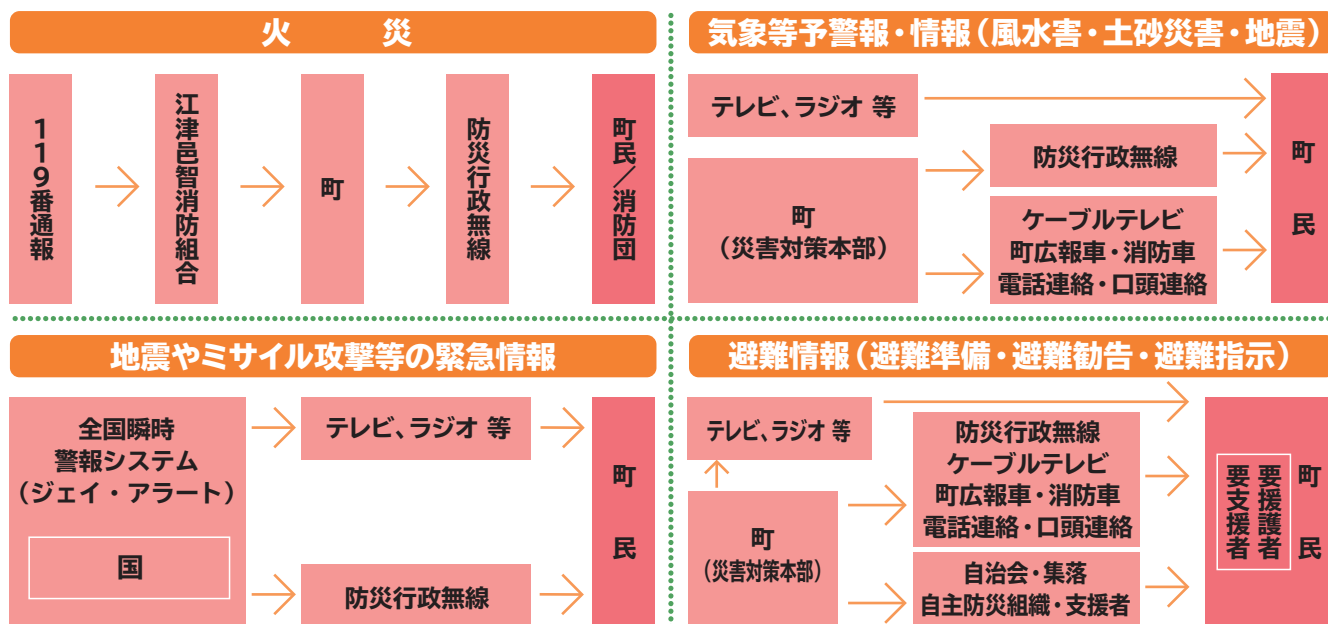 火　災
119番通報
江津邑智消防組合
町
防災行政無線
町民／消防団
気象等予警報・情報（風水害・土砂災害・地震）
テレビ、ラジオ 等
町
（災害対策本部）
防災行政無線
ケーブルテレビ
町広報車・消防車
電話連絡・口頭連絡
町民
地震やミサイル攻撃等の緊急情報
全国瞬時
警報システム
（ジェイ・アラート）
国
テレビ、ラジオ 等
防災行政無線
町民
避難情報（避難準備・避難勧告・避難指示）
テレビ、ラジオ 等
町
（災害対策本部）
防災行政無線
ケーブルテレビ
町広報車・消防車
電話連絡・口頭連絡
自治会・集落
自主防災組織・支援者
町民
要援護者
要支援者